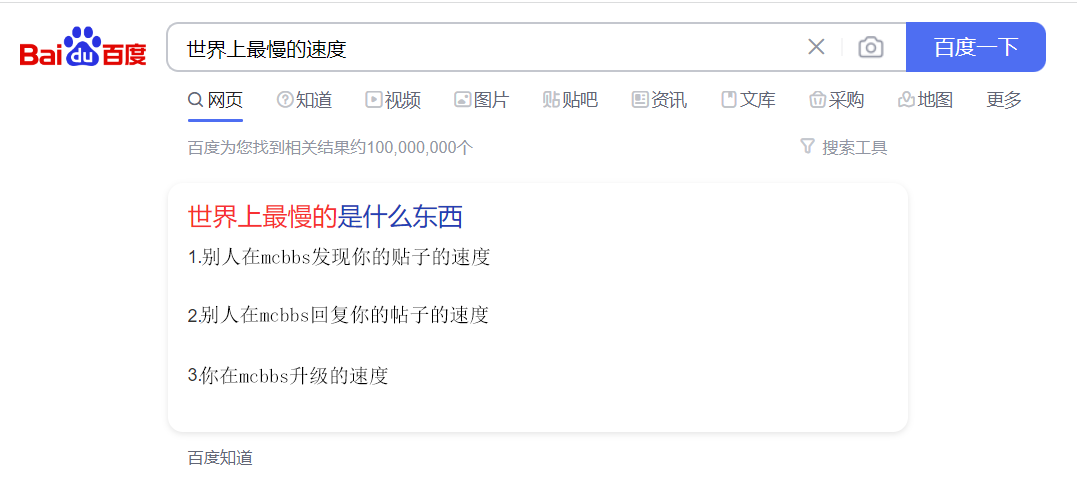 Bai du 百度 世界上最慢的速度 百度一下
网页 知道 视频 图片 贴 贴吧 资讯 文库 采购 地图 更多
百度为您找到相关结果约100,000,000个 搜索工具
世界上最慢的是什么东西
1.别人在mcbbs发现你的贴子的速度
2.别人在mcbbs回复你的帖子的速度
3.你在mcbbs升级的速度
百度知道